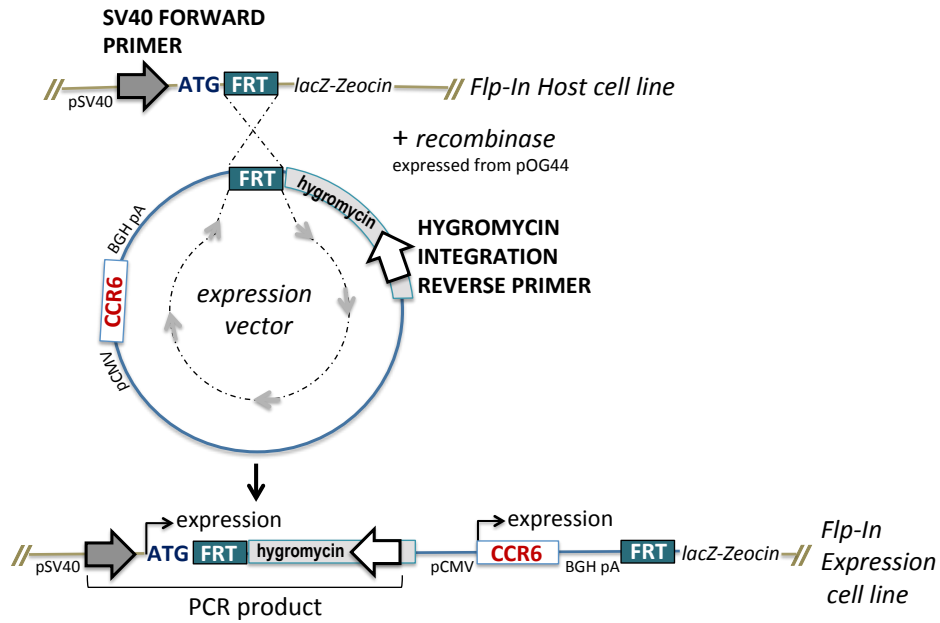 SV40 FORWARD
PRIMER
pSV40
ATG
FRT
lacZ-Zeocin
Flp-In Host cell line
+ recombinase
expressed from pOG44
FRT
hygromycin
BGH pA
CCR6
pCMV
expression
vector
HYGROMYCIN
INTEGRATION
REVERSE PRIMER
expression
expression
pSV40
ATG
FRT
hygromycin
pCMV
CCR6
BGH pA
FRT
lacZ-Zeocin
Flp-In
Expression
cell line
PCR product